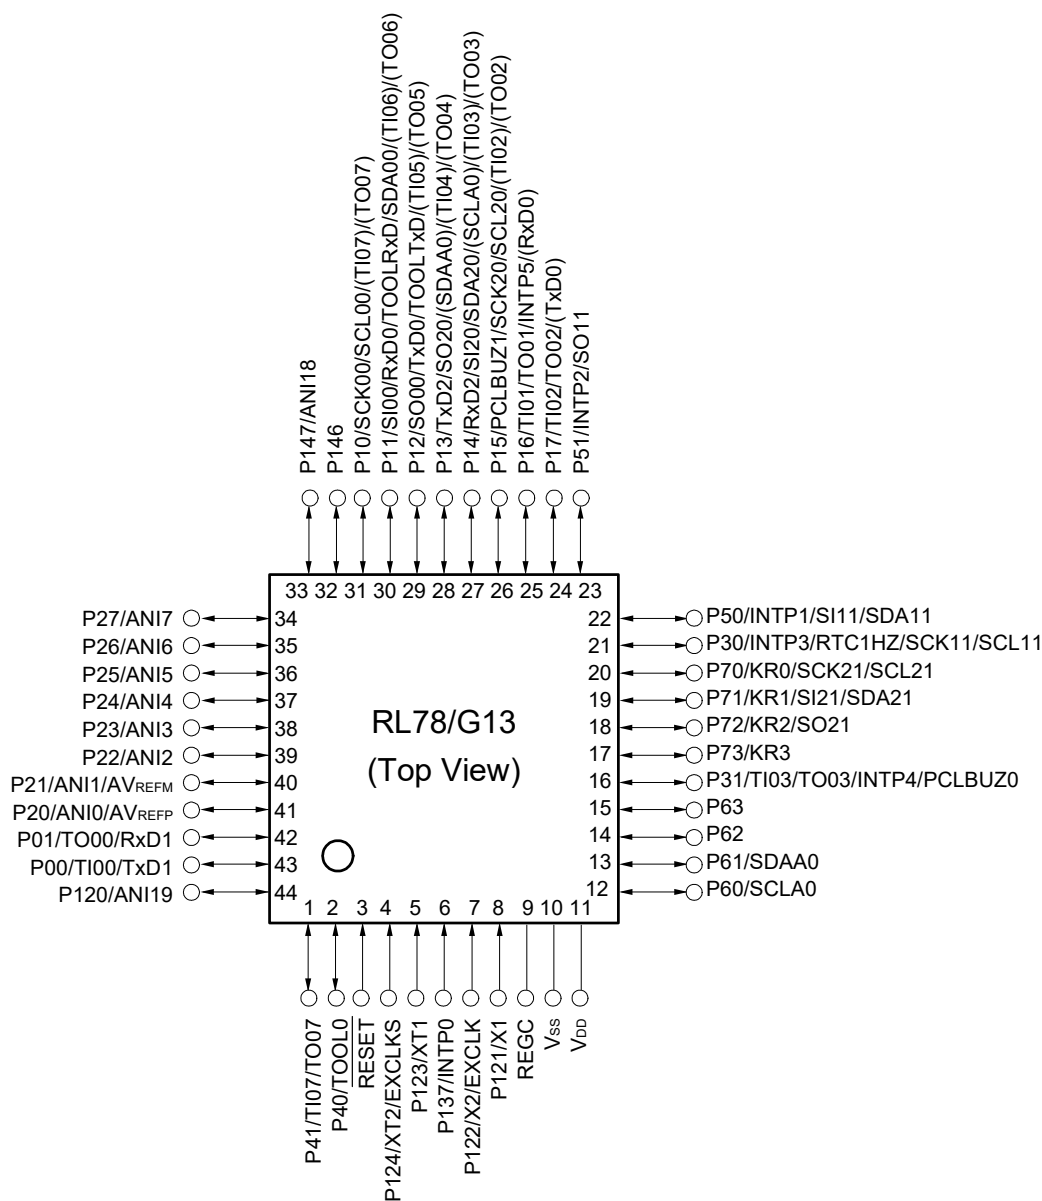 P147/ANI18
P146
P10/SCK00/SCL00/(TI07)/(TO07)
P11/SI00/RxD0/TOOLRxD/SDA00/(TI06)/(TO06)
P12/SO00/TxD0/TOOLTxD/(TI05)/(TO05)
P13/TxD2/SO20/(SDAA0)/(TI04)/(TO04)
P14/RxD2/SI20/SDA20/(SCLA0)/(TI03)/(TO03)
P15/PCLBUZ1/SCK20/SCL20/(TI02)/(TO02)
P16/TI01/TO01/INTP5/(RxD0)
P17/TI02/TO02/(TxD0)
P51/INTP2/SO11
33 32 31 30 29 28 27 26 25 24 23
P27/ANI7 34
P26/ANI6 35
P25/ANI5 36
P24/ANI4 37
P23/ANI3 38
P22/ANI2 39
P21/ANI1/AVREFM 40
P20/ANI0/AVREFP 41
P01/TO00/RxD1 42
P00/TI00/TxD1 43
P120/ANI19 44
RL78/G13
(Top View)
22 P50/INTP1/SI11/SDA11
21 P30/INTP3/RTC1HZ/SCK11/SCL11
20 P70/KR0/SCK21/SCL21
19 P71/KR1/SI21/SDA21
18 P72/KR2/SO21
17 P73/KR3
16 P31/TI03/TO03/INTP4/PCLBUZ0
15 P63
14 P62
13 P61/SDAA0
12 P60/SCLA0
1 2 3 4 5 6 7 8 9 10 11
P41/TI07/TO07
P40/TOOL0
RESET
P124/XT2/EXCLKS
P123/XT1
P137/INTP0
P122/X2/EXCLK
P121/X1
REGC
VSS
VDD